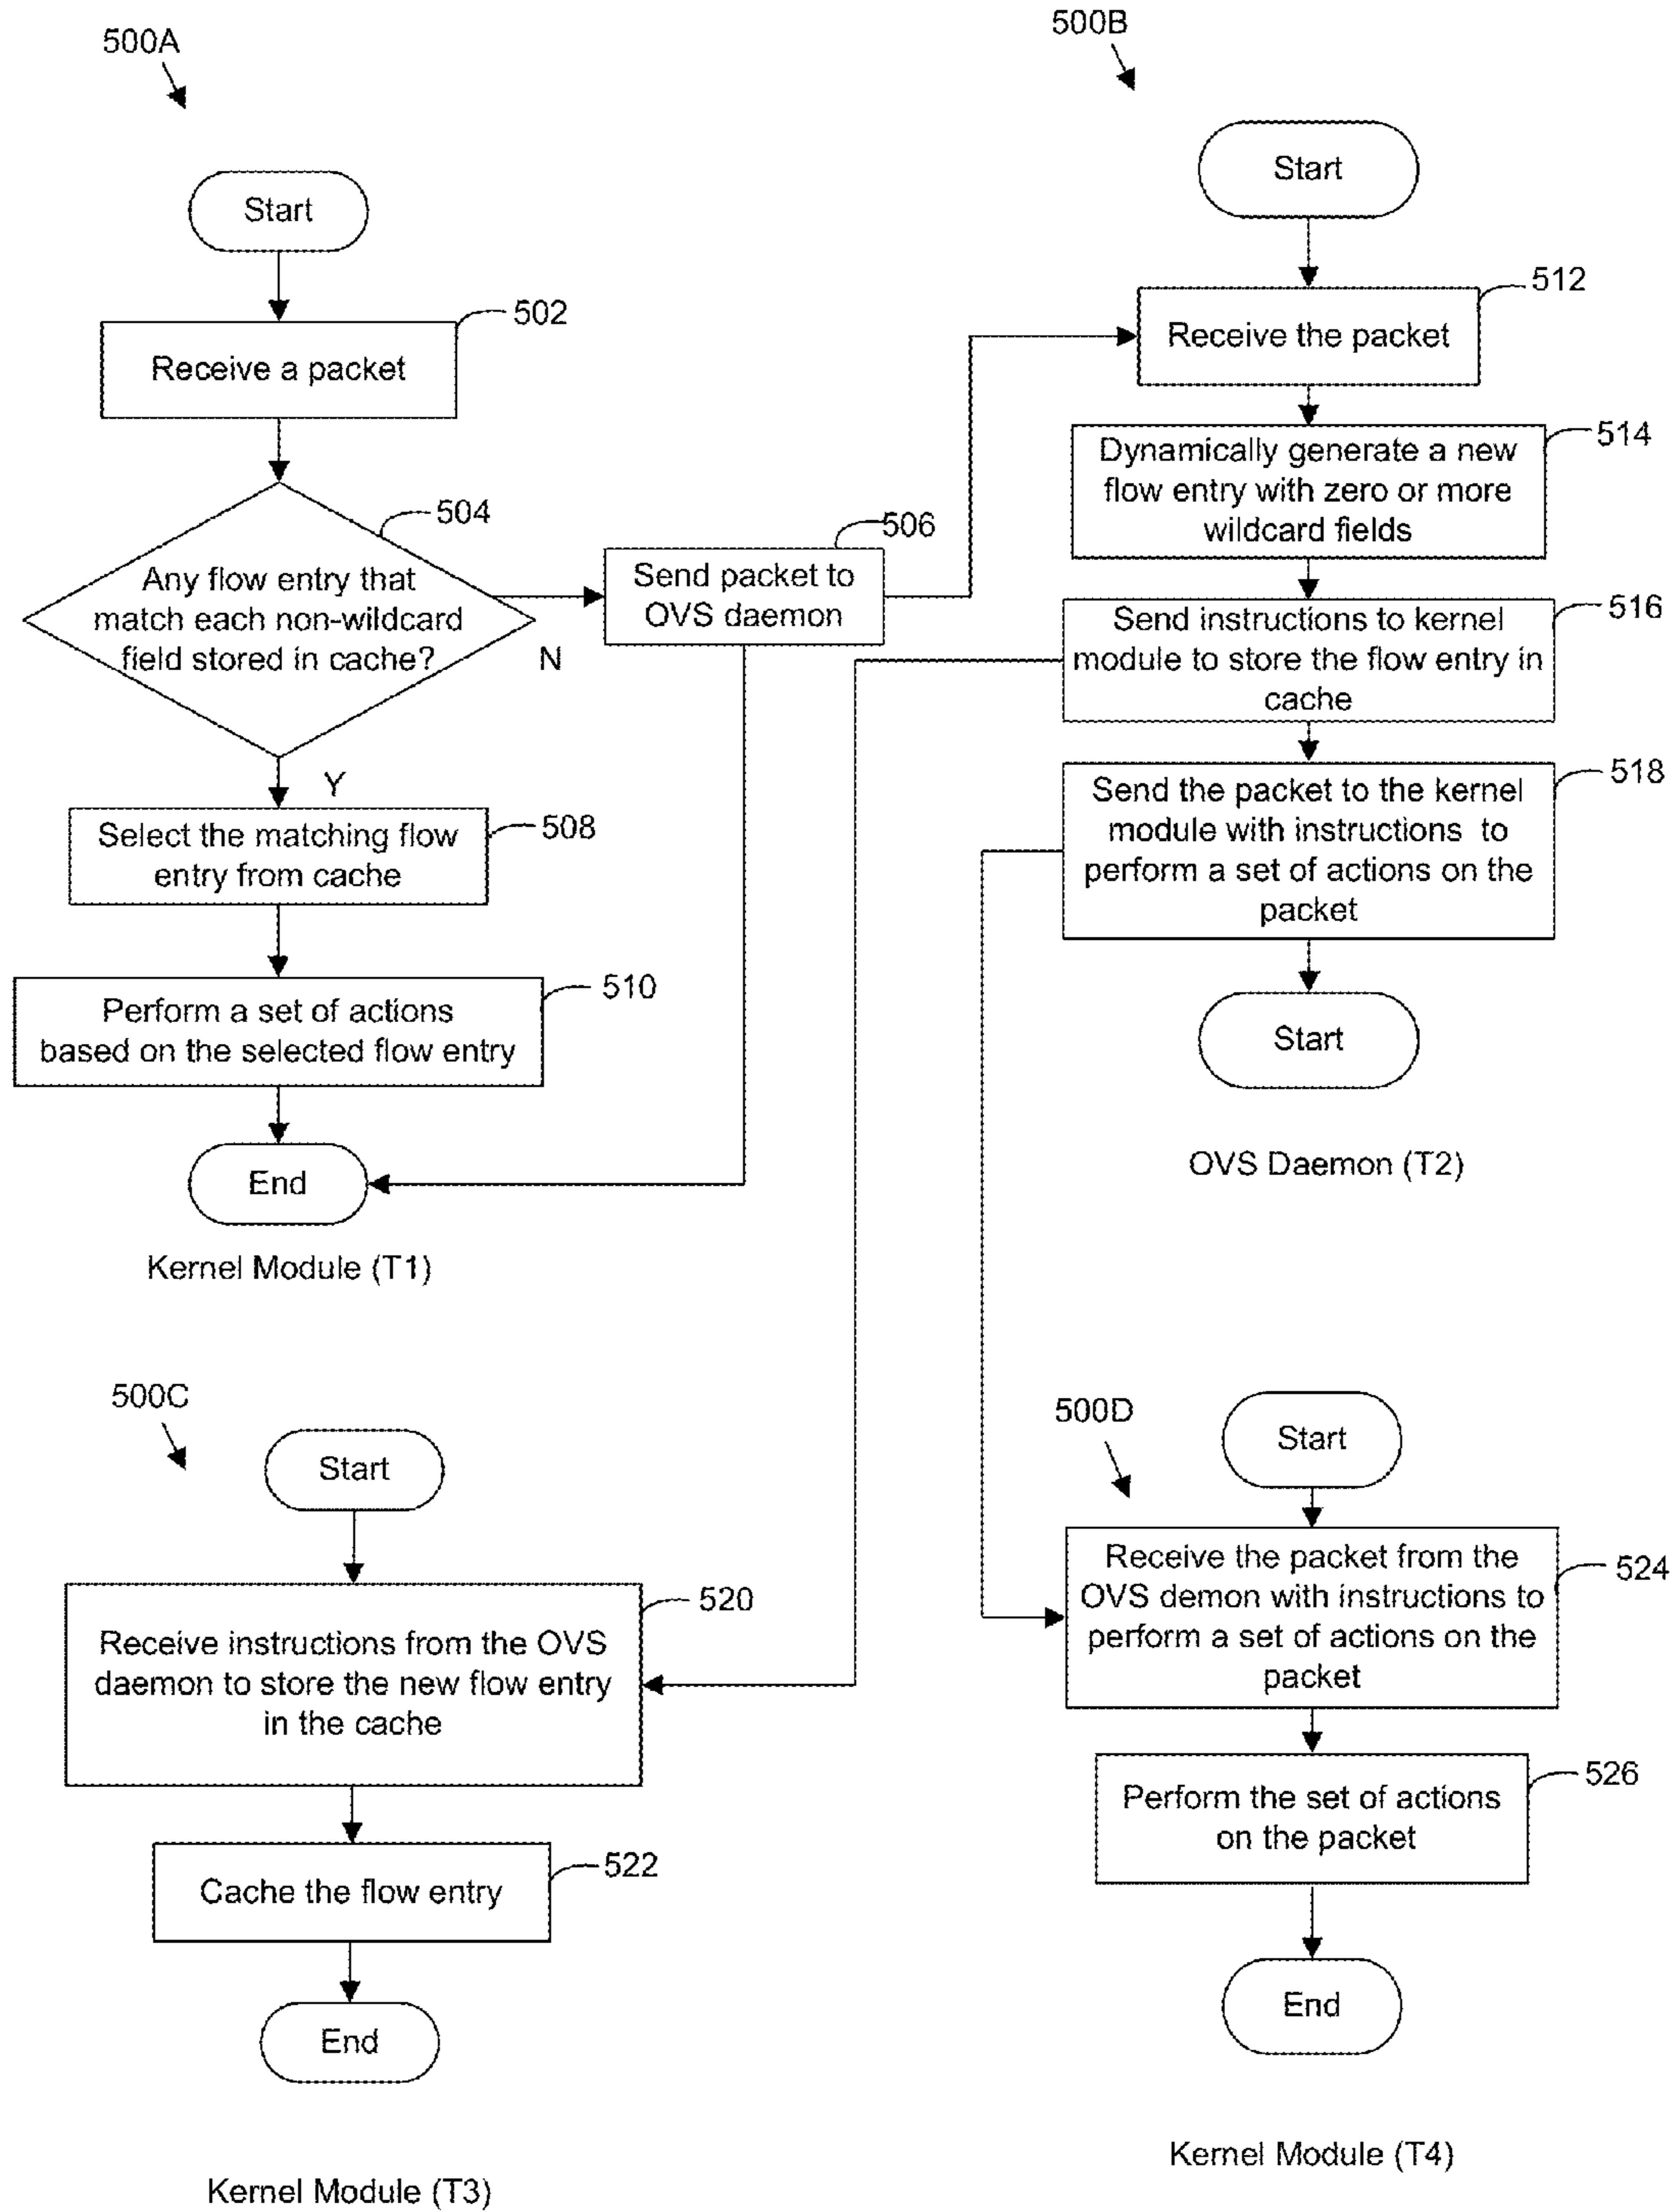 500A
Start
502
Receive a packet
504
Any flow entry that
match each non-wildcard
field stored in cache?
N
506
Send packet to
OVS daemon
Y
508
Select the matching flow
entry from cache
510
Perform a set of actions
based on the selected flow entry
End
Kernel Module (T1)
500B
Start
512
Receive the packet
514
Dynamically generate a new
flow entry with zero or more
wildcard fields
516
Send instructions to kernel
module to store the flow entry in
cache
518
Send the packet to the kernel
module with instructions to
perform a set of actions on the
packet
Start
OVS Daemon (T2)
500C
Start
520
Receive instructions from the OVS
daemon to store the new flow entry
in the cache
522
Cache the flow entry
End
Kernel Module (T3)
500D
Start
524
Receive the packet from the
OVS demon with instructions to
perform a set of actions on the
packet
526
Perform the set of actions
on the packet
End
Kernel Module (T4)